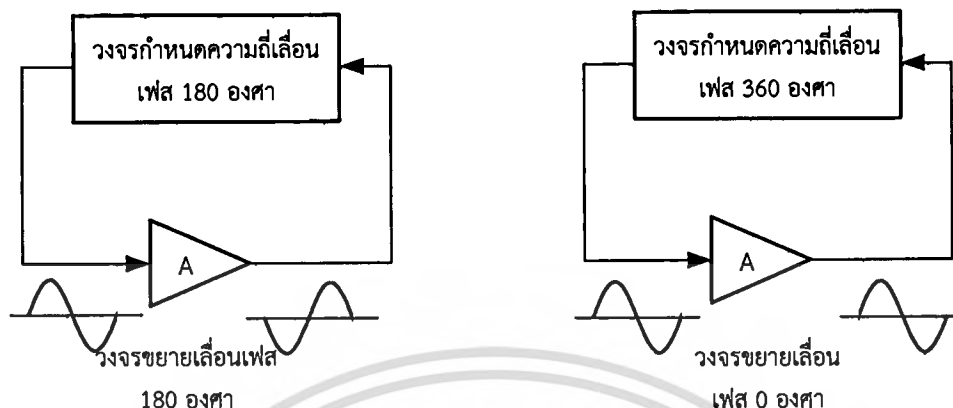 วงจรกำหนดความถี่เลื่อน
เฟส 180 องศา
A
วงจรขยายเลื่อนเฟส
180 องศา
วงจรกำหนดความถี่เลื่อน
เฟส 360 องศา
A
วงจรขยายเลื่อน
เฟส 0 องศา